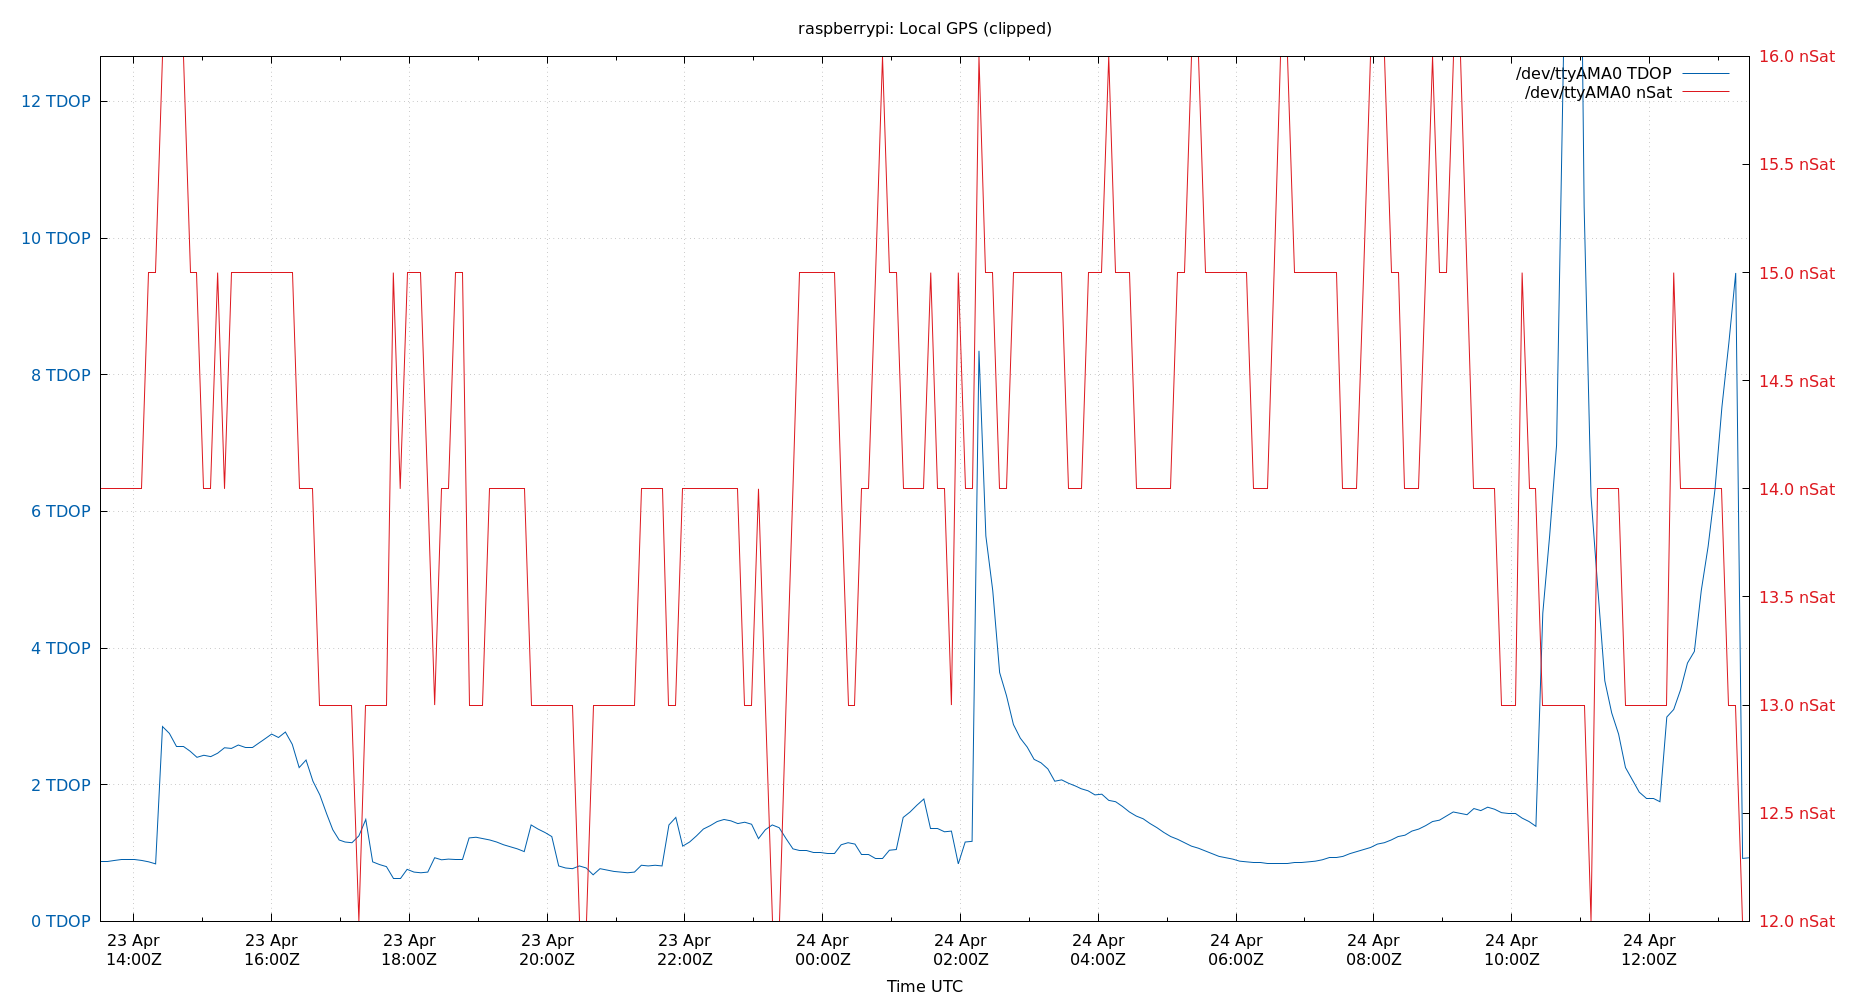 raspberrypi: Local GPS (clipped)
/dev/ttyAMA0 TDOP
/dev/ttyAMA0 nSat
12 TDOP
10 TDOP
8 TDOP
6 TDOP
4 TDOP
2 TDOP
0 TDOP
16.0 nSat
15.5 nSat
15.0 nSat
14.5 nSat
14.0 nSat
13.5 nSat
13.0 nSat
12.5 nSat
12.0 nSat
23 Apr
14:00Z
23 Apr
16:00Z
23 Apr
18:00Z
23 Apr
20:00Z
23 Apr
22:00Z
24 Apr
00:00Z
24 Apr
02:00Z
24 Apr
04:00Z
24 Apr
06:00Z
24 Apr
08:00Z
24 Apr
10:00Z
24 Apr
12:00Z
Time UTC